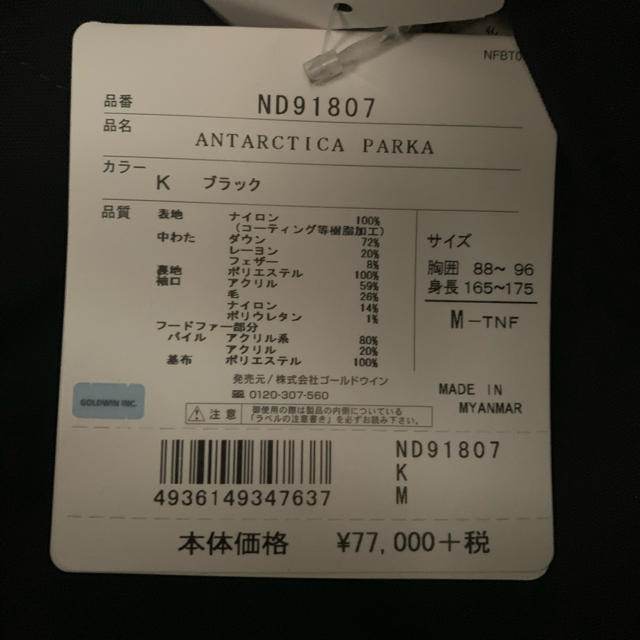 NFBT0
品番 ND91807
品名 ANTARCTICA PARKA
カラー K ブラック
品質 表地 ナイロン 100%
(コーティング等樹脂加工)
中わた ダウン 72%
レーヨン 20%
フェザー 8%
裏地 ポリエステル 100%
袖口 アクリル 59%
毛 26%
ナイロン 14%
ポリウレタン 1%
フードファー部分
パイル アクリル系 80%
アクリル 20%
基布 ポリエステル 100%
サイズ
胸囲 88~ 96
身長 165~175
M-TNF
発売元/株式会社ゴールドウイン
0120-307-560
MADE IN
MYANMAR
GOLDWIN INC.
注意 御使用の際は製品の内側についている
「ラベルの注意書き」を必ずお読み下さい。
4936149347637
ND91807
K
M
本体価格 ¥77,000+税